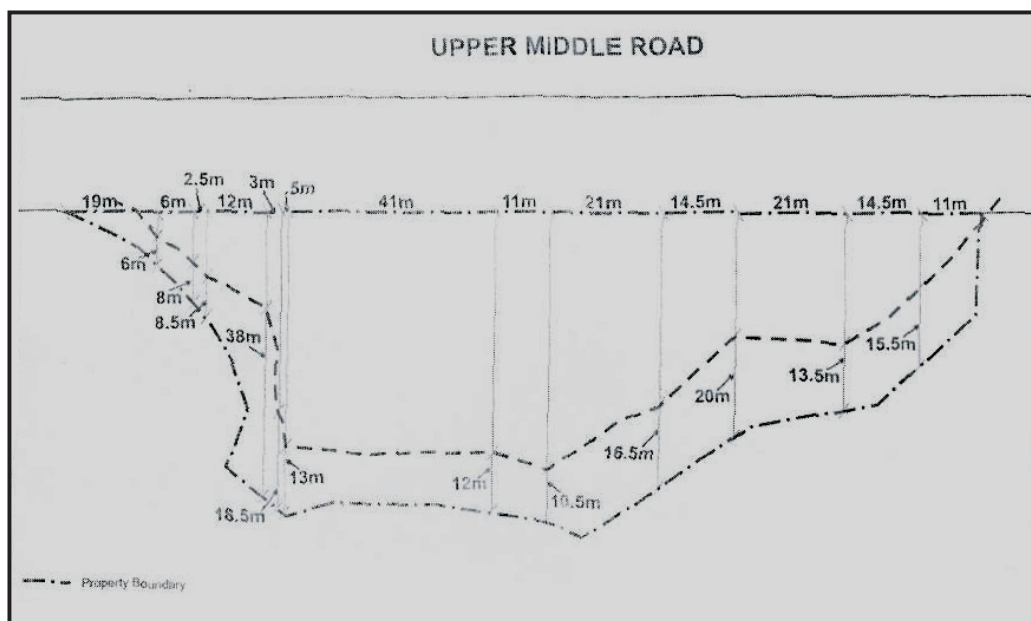 UPPER MIDDLE ROAD
2.5m 3m .5m
19m 6m 12m 41m 11m 21m 14.5m 21m 14.5m 11m
6m
8m
8.5m
38m
15.5m
13.5m
20m
16.5m
13m
12m
10.5m
18.5m
Property Boundary